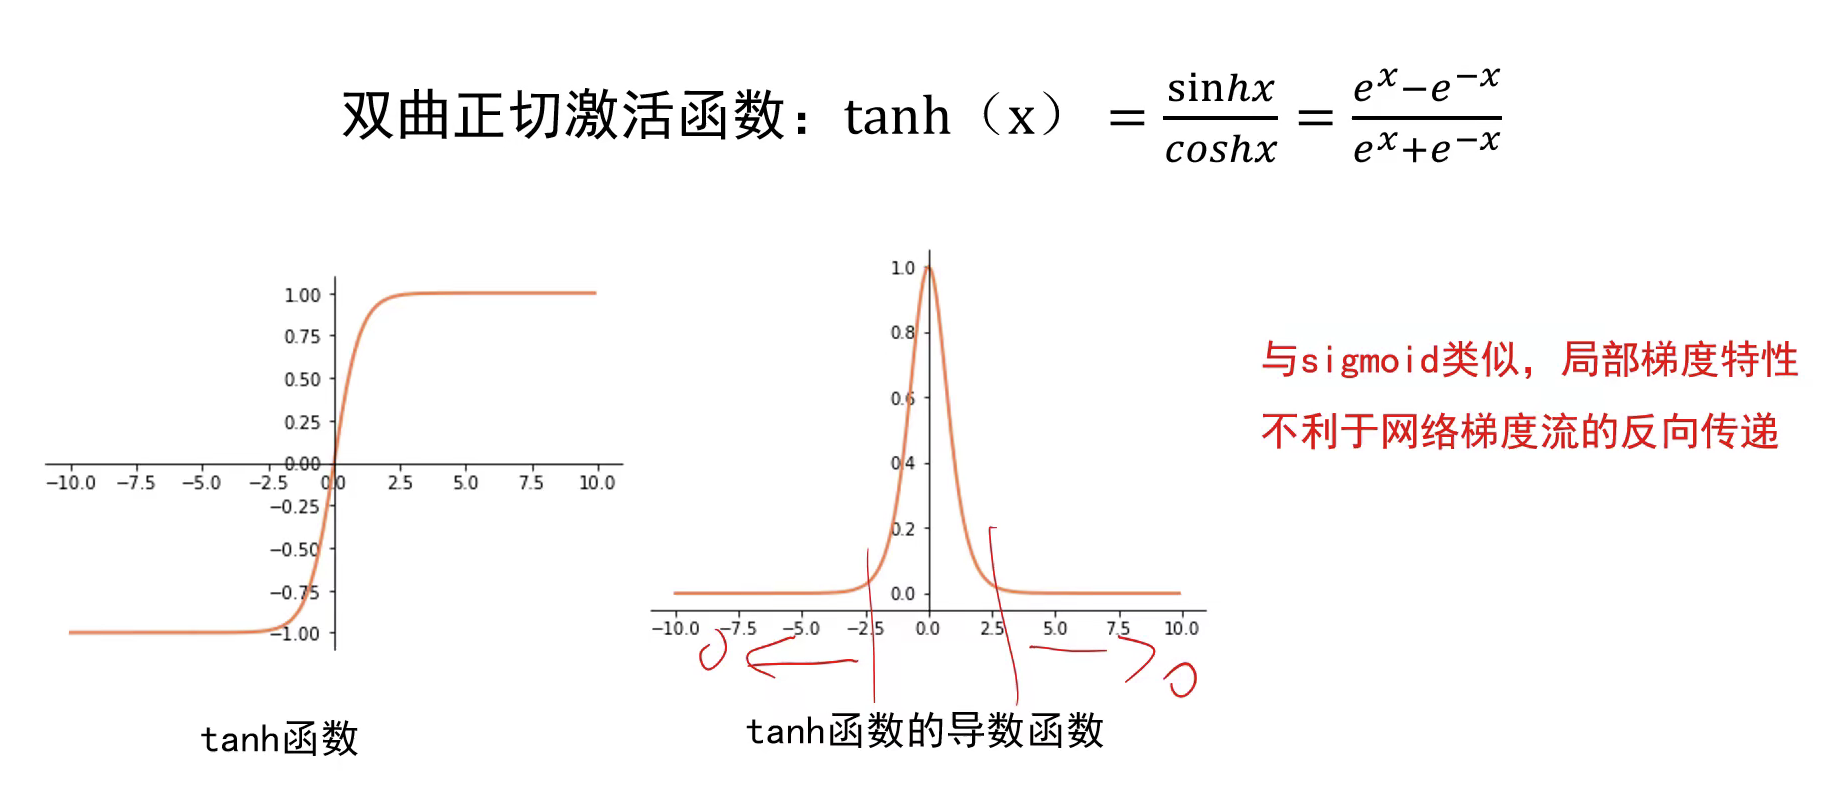 双曲正切激活函数：tanh（x） = sinhx/coshx = (e^x−e^−x)/(e^x+e^−x)
1.00
0.75
0.50
0.25
0.00
−10.0 −7.5 −5.0 −2.5 0.0 2.5 5.0 7.5 10.0
−0.25
−0.50
−0.75
−1.00
tanh函数
1.0
0.8
0.6
0.4
0.2
0.0
−10.0 −7.5 −5.0 −2.5 0.0 2.5 5.0 7.5 10.0
0 0
tanh函数的导数函数
与sigmoid类似，局部梯度特性
不利于网络梯度流的反向传递